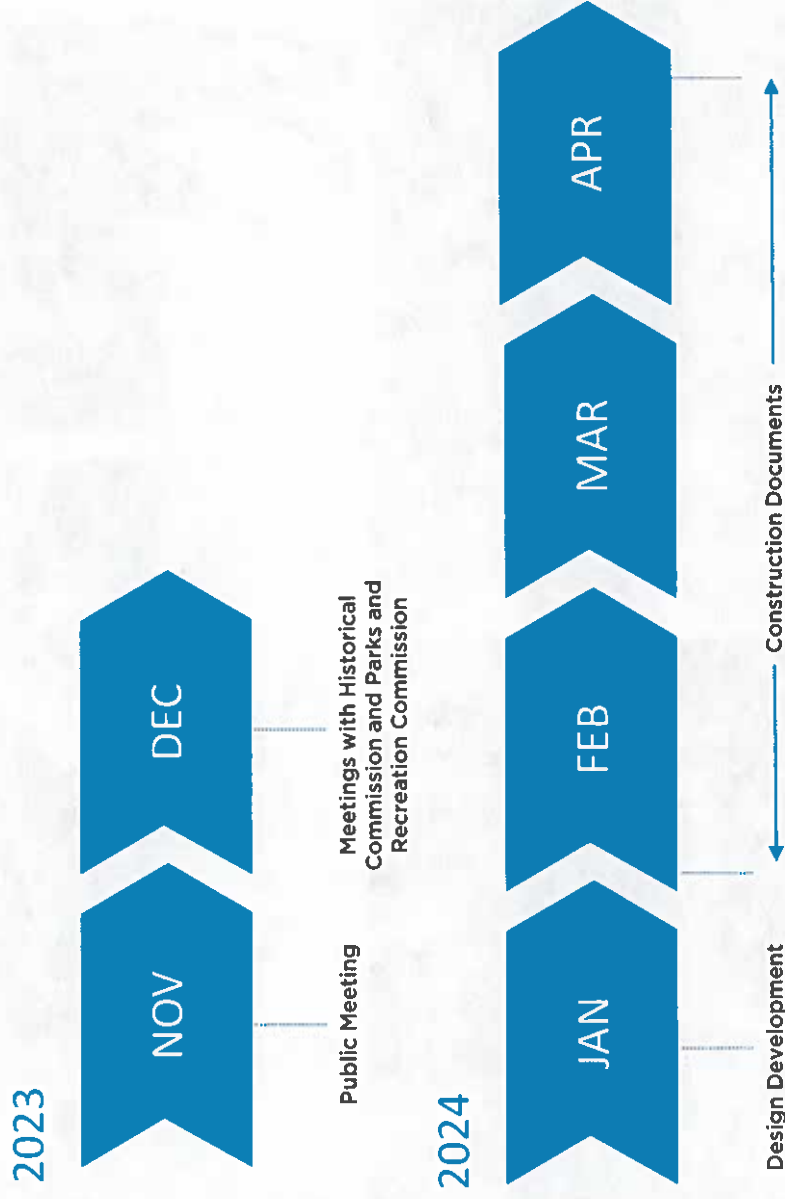 2023
NOV
DEC
Public Meeting
Meetings with Historical
Commission and Parks and
Recreation Commission
2024
JAN
FEB
MAR
APR
Design Development
Construction Documents